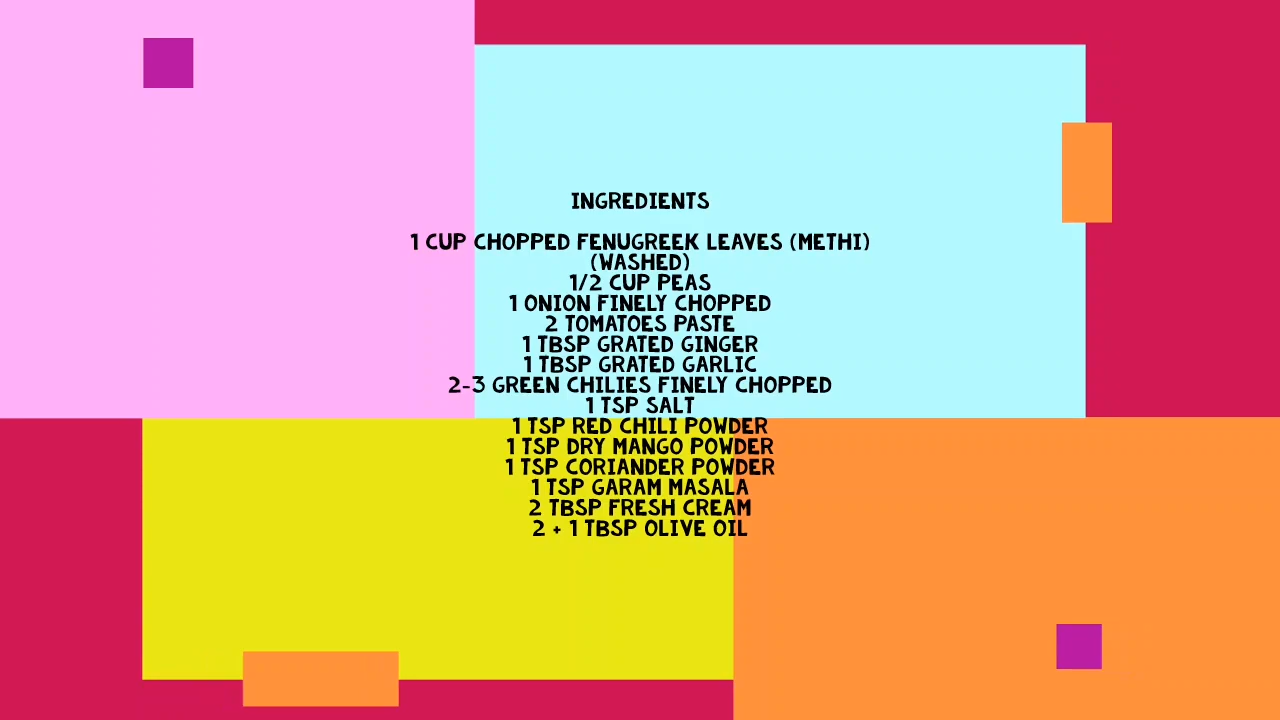 INGREDIENTS
1 CUP CHOPPED FENUGREEK LEAVES (METHI)
(WASHED)
1/2 CUP PEAS
1 ONION FINELY CHOPPED
2 TOMATOES PASTE
1 TBSP GRATED GINGER
1 TBSP GRATED GARLIC
2-3 GREEN CHILIES FINELY CHOPPED
1 TSP SALT
1 TSP RED CHILI POWDER
1 TSP DRY MANGO POWDER
1 TSP CORIANDER POWDER
1 TSP GARAM MASALA
2 TBSP FRESH CREAM
2 + 1 TBSP OLIVE OIL